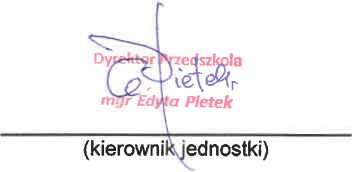 Dyrektor Przedszkola
mgr Edyta Pietek
(kierownik jednostki)